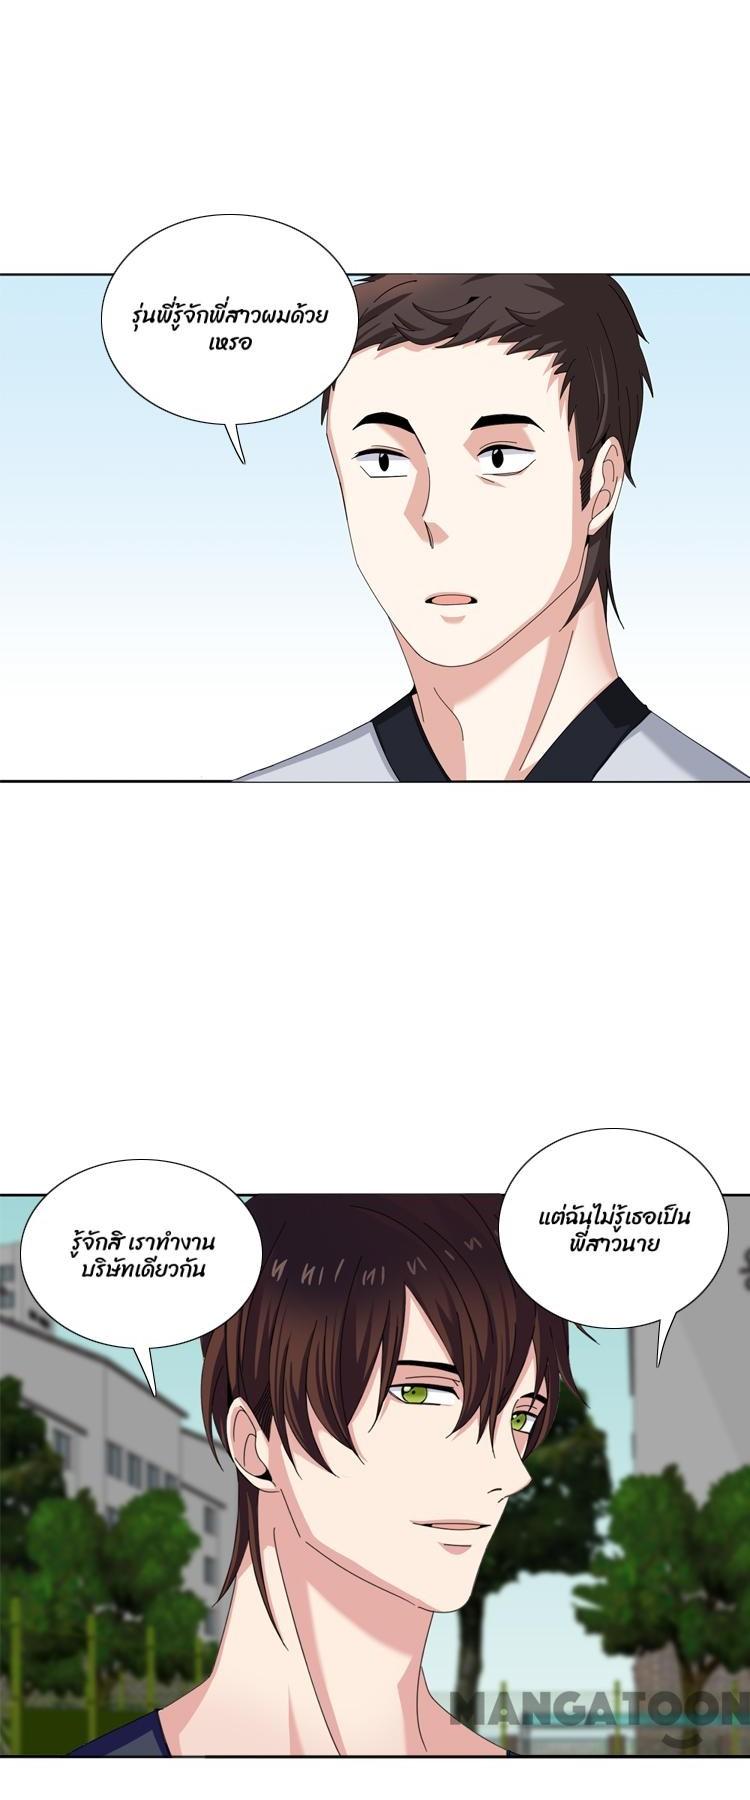 รุ่นพี่รู้จักพี่สาวผมด้วย
เหรอ
รู้จักสิ เราทำงาน
บริษัทเดียวกัน
แต่ฉันไม่รู้เธอเป็น
พี่สาวนาย
MANGATOON